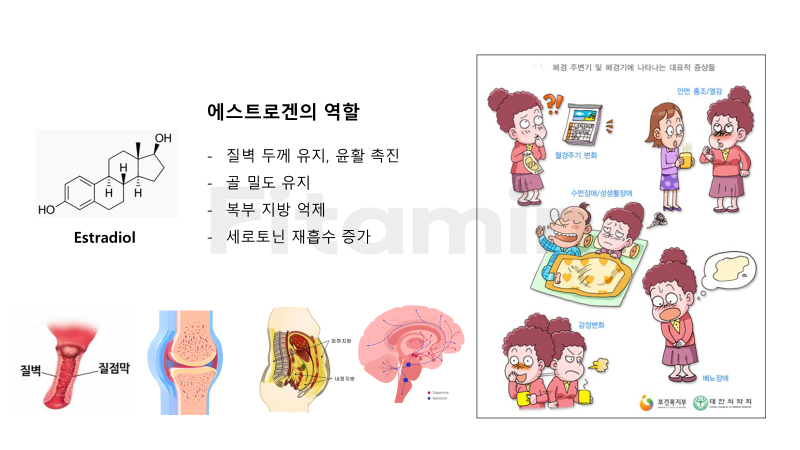 에스트로겐의 역할
- 질벽 두께 유지, 윤활 촉진
- 골 밀도 유지
- 복부 지방 억제
- 세로토닌 재흡수 증가
OH
H
H
H
HO
Estradiol
Fitamin
질벽
질점막
피하지방
내장지방
Dopamine
Serotonin
폐경 주변기 및 폐경기에 나타나는 대표적 증상들
?!
월경주기 변화
안면 홍조/열감
수면장애/성생활장애
감정변화
배뇨장애
보건복지부
대한의학회